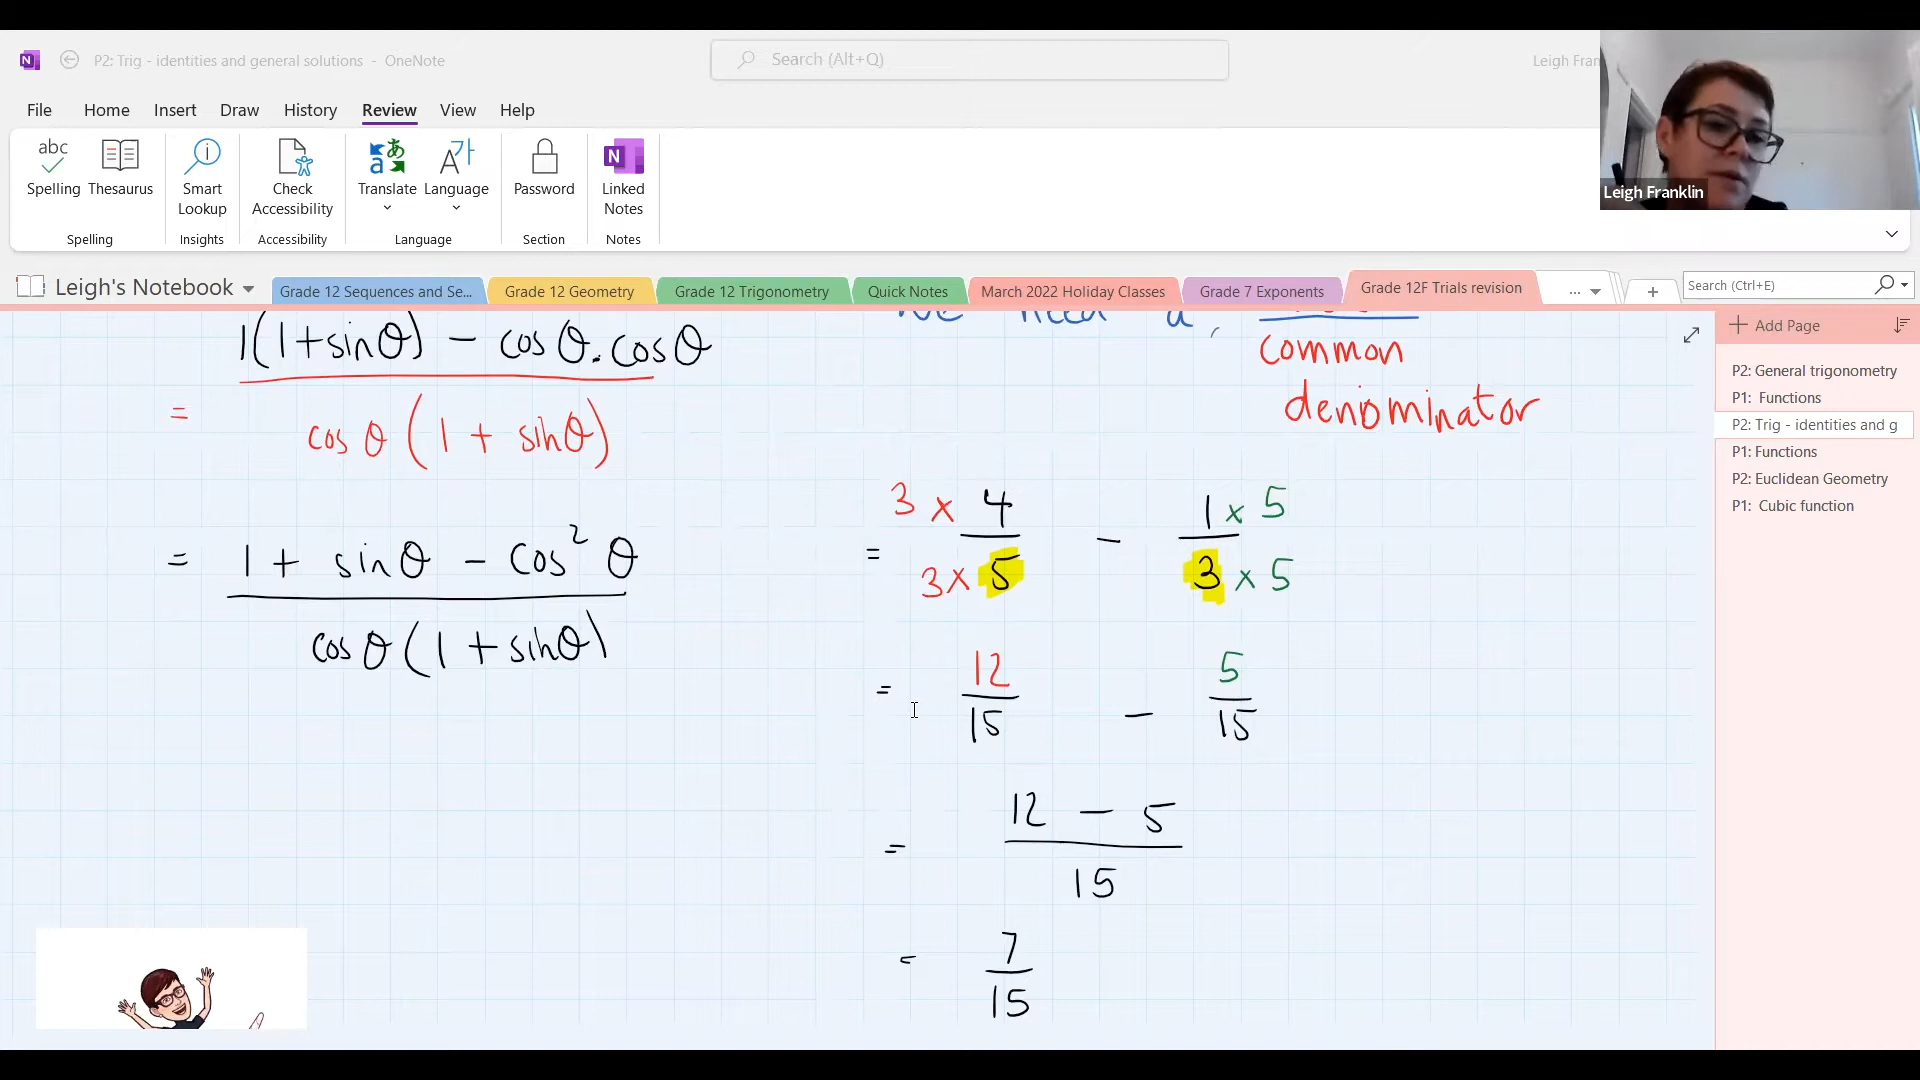 P2: Trig - identities and general solutions - OneNote
Search (Alt+Q)
Leigh Fran
File Home Insert Draw History Review View Help
abc
Spelling
Thesaurus
Smart Lookup
Check Accessibility
Translate
Language
Password
Linked Notes
Spelling Insights Accessibility Language Section Notes
Leigh Franklin
Leigh's Notebook
Grade 12 Sequences and Se...
Grade 12 Geometry
Grade 12 Trigonometry
Quick Notes
March 2022 Holiday Classes
Grade 7 Exponents
Grade 12F Trials revision
...
Search (Ctrl+E)
Add Page
P2: General trigonometry
P1: Functions
P2: Trig - identities and g
P1: Functions
P2: Euclidean Geometry
P1: Cubic function
1(1+sinθ) - cosθ.cosθ
= cosθ(1 + sinθ)
= 1 + sinθ - cos²θ
cosθ(1 + sinθ)
We need a
common
denominator
3 × 4 1 × 5
= -
3 × 5 3 × 5
12 5
= -
15 15
12 - 5
=
15
7
=
15